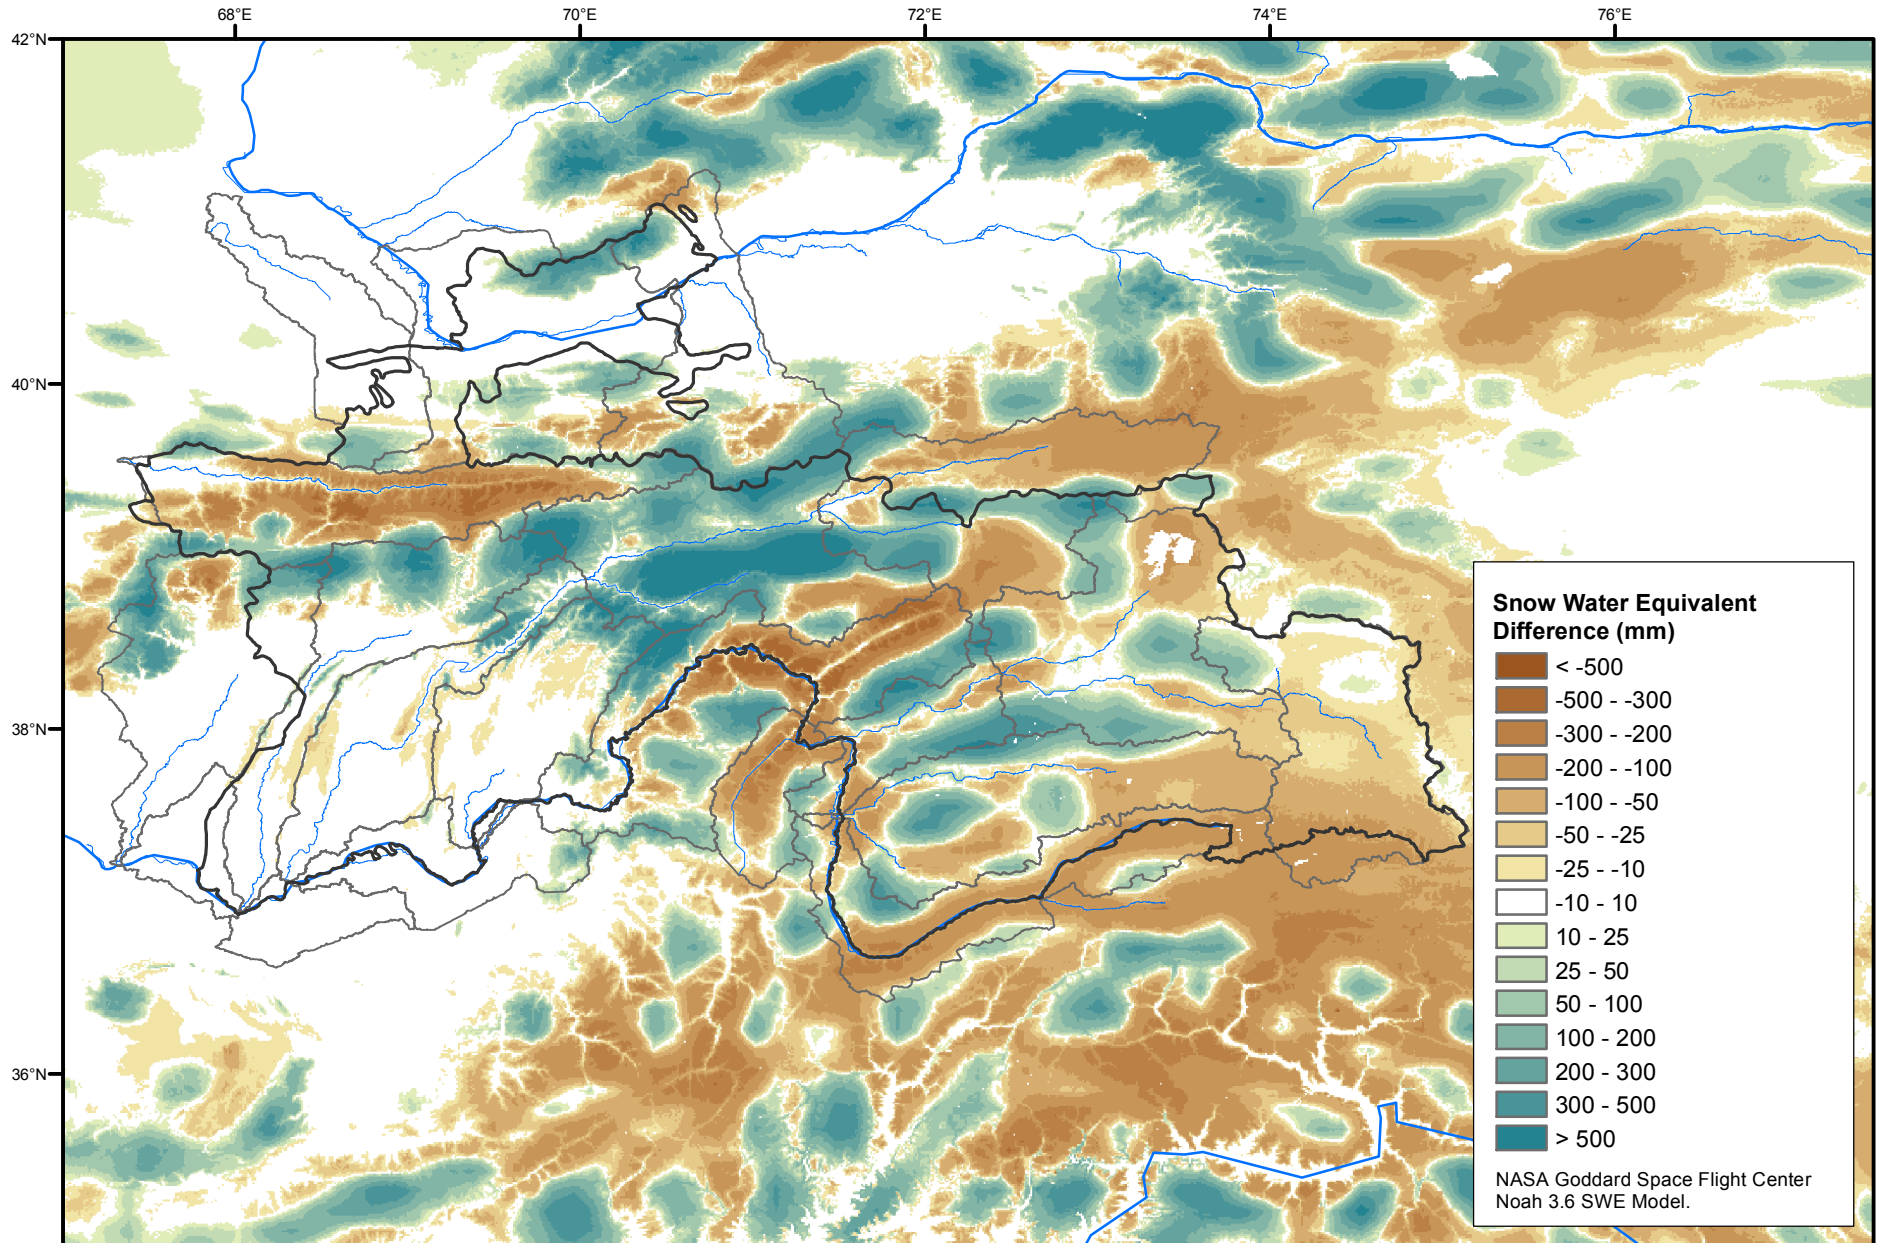 68°E
70°E
72°E
74°E
76°E
42°N
40°N
38°N
36°N
Snow Water Equivalent
Difference (mm)
< -500
-500 - -300
-300 - -200
-200 - -100
-100 - -50
-50 - -25
-25 - -10
-10 - 10
10 - 25
25 - 50
50 - 100
100 - 200
200 - 300
300 - 500
> 500
NASA Goddard Space Flight Center
Noah 3.6 SWE Model.